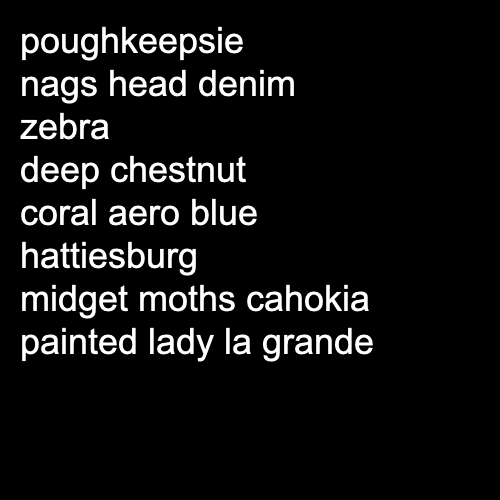 poughkeepsie
nags head denim
zebra
deep chestnut
coral aero blue
hattiesburg
midget moths cahokia
painted lady la grande